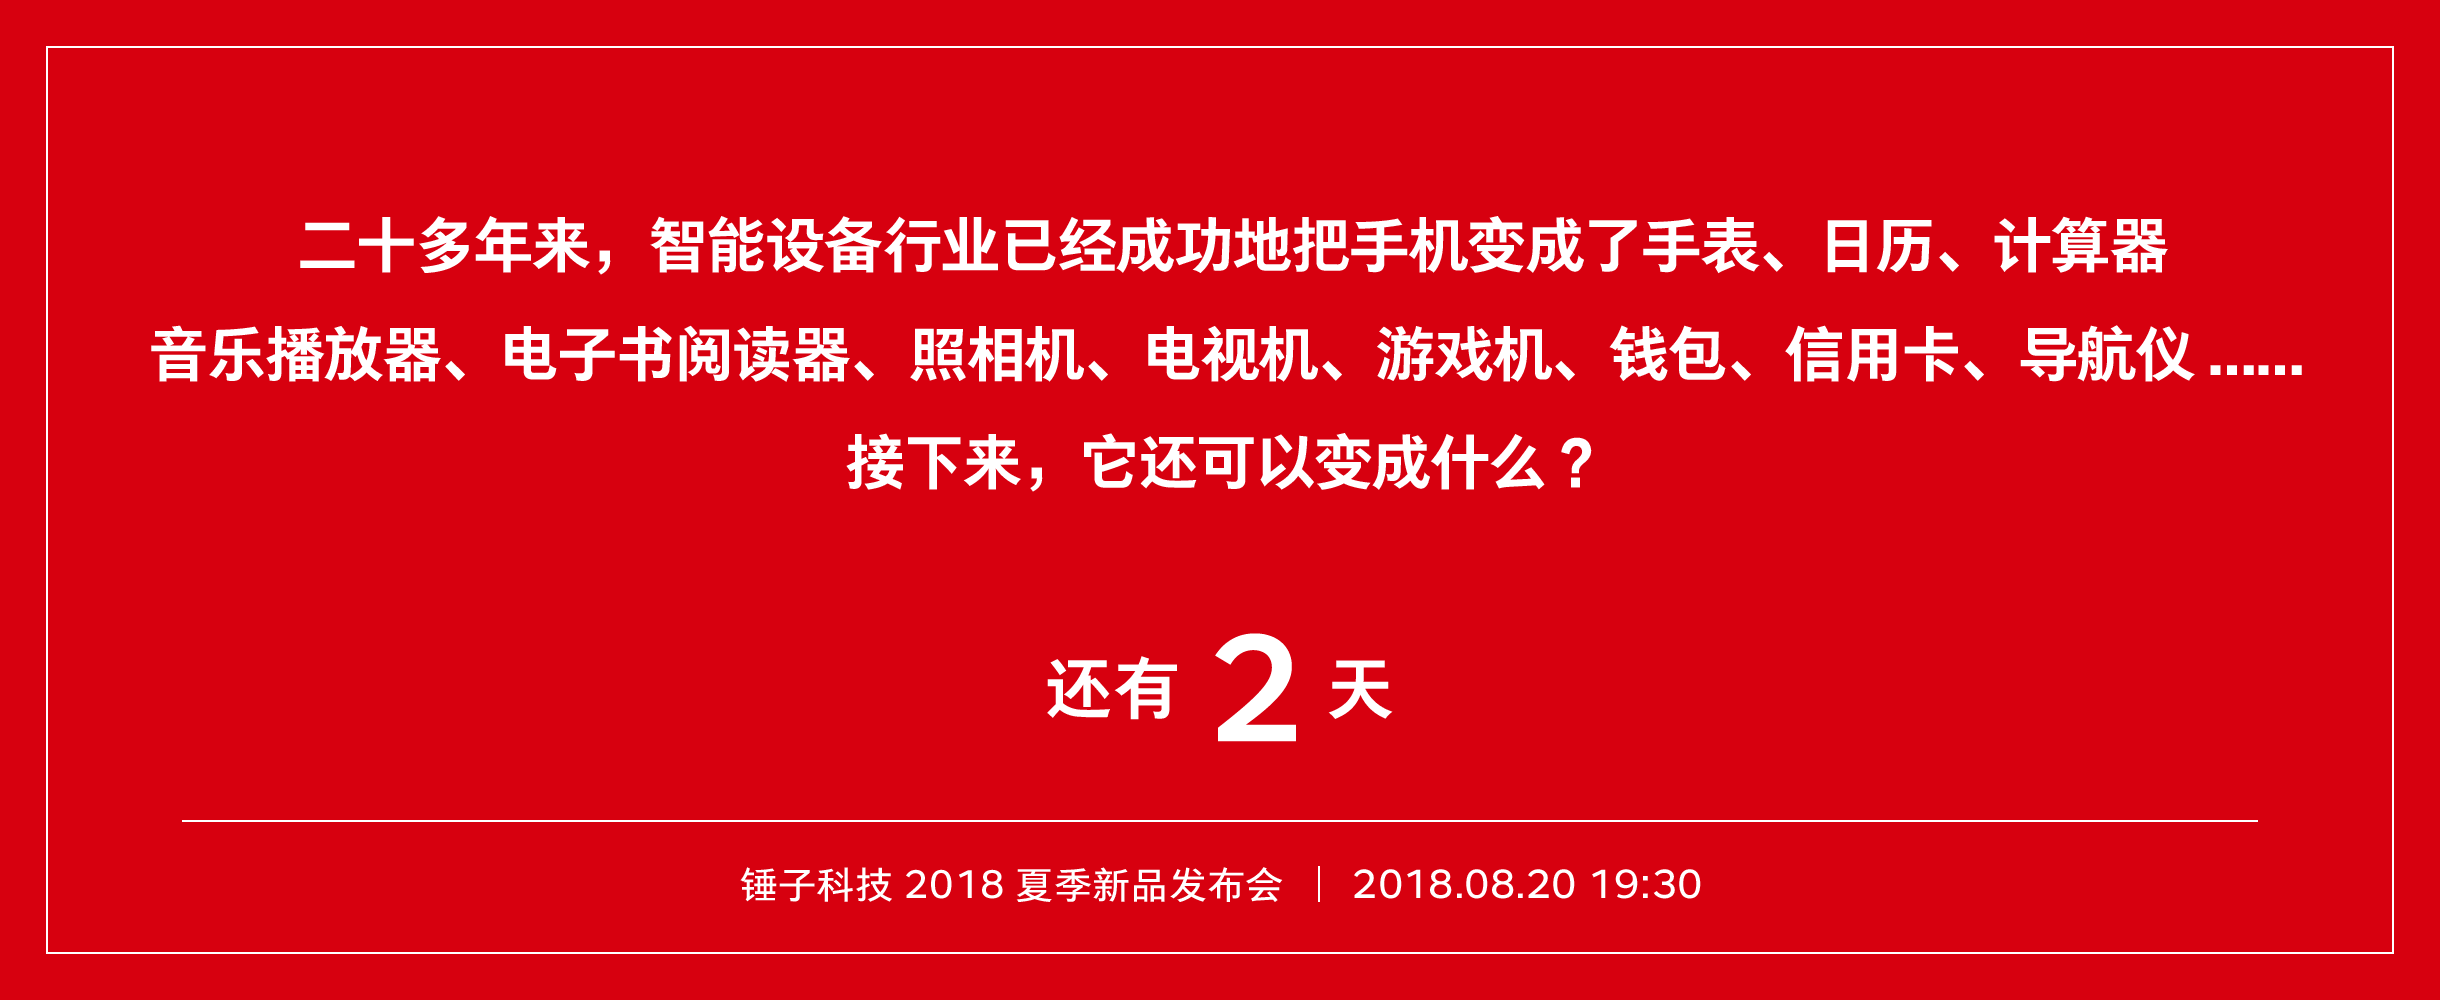 二十多年来，智能设备行业已经成功地把手机变成了手表、日历、计算器
音乐播放器、电子书阅读器、照相机、电视机、游戏机、钱包、信用卡、导航仪 ......
接下来，它还可以变成什么？
还有 2 天
锤子科技 2018 夏季新品发布会 | 2018.08.20 19:30